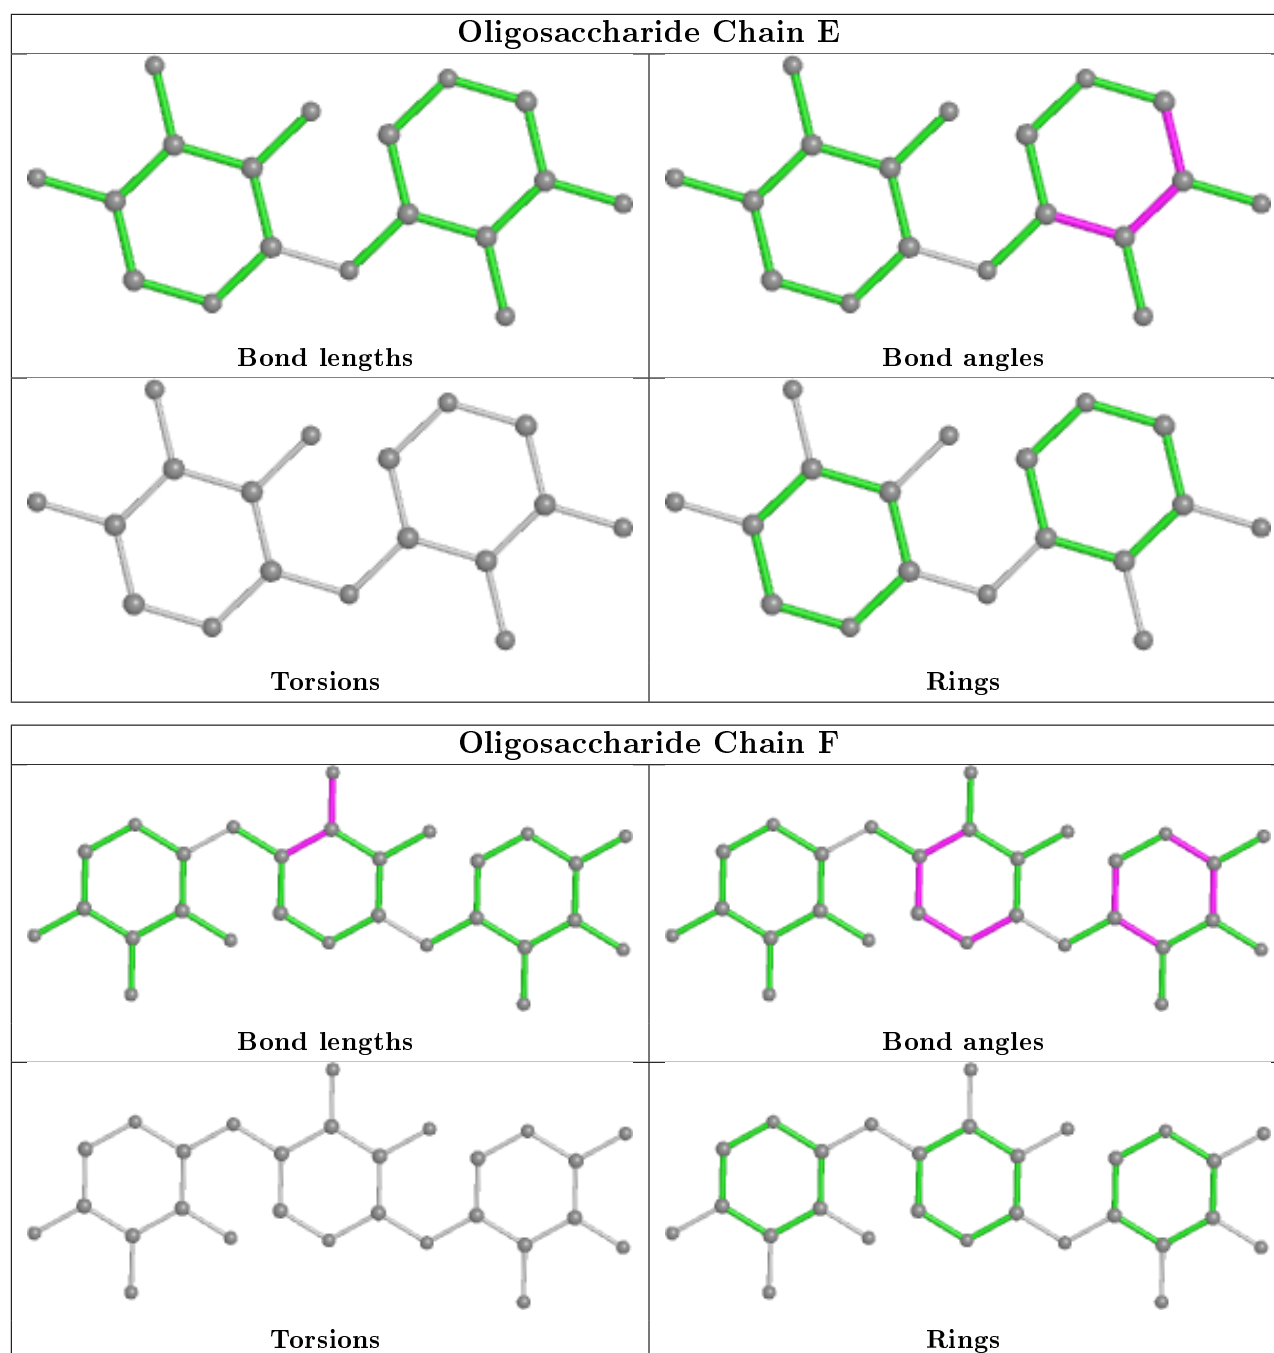 Oligosaccharide Chain E
Bond lengths
Bond angles
Torsions
Rings
Oligosaccharide Chain F
Bond lengths
Bond angles
Torsions
Rings